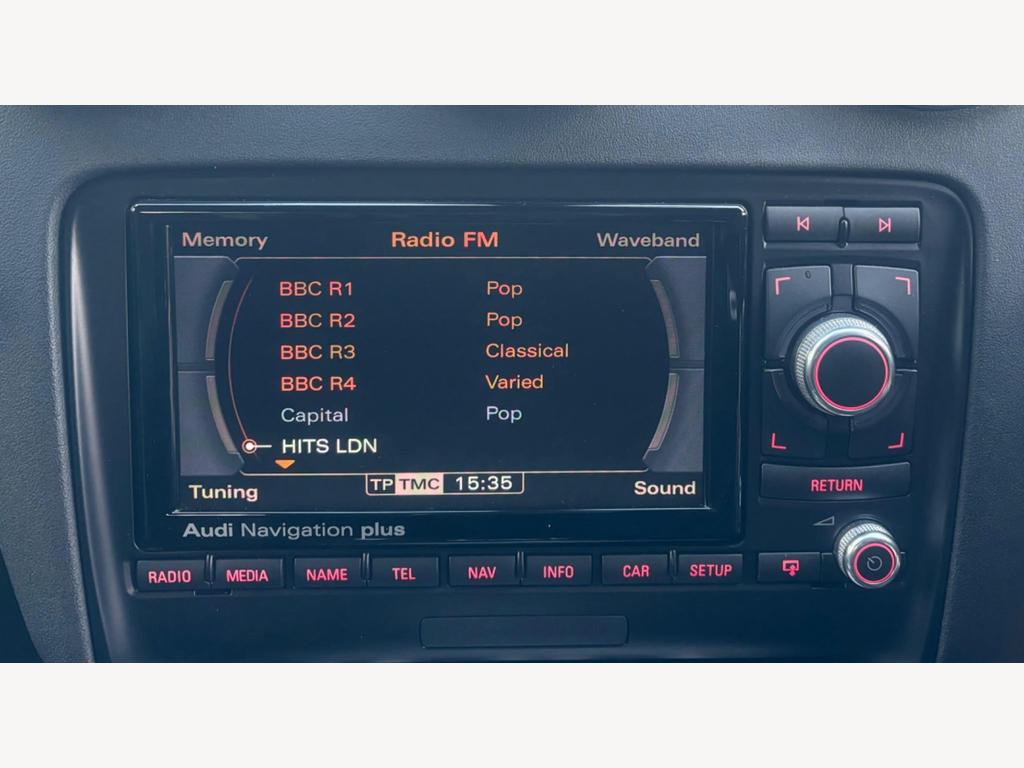 Memory Radio FM Waveband
BBC R1 Pop
BBC R2 Pop
BBC R3 Classical
BBC R4 Varied
Capital Pop
HITS LDN
Tuning TP TMC 15:35 Sound
Audi Navigation plus
RADIO MEDIA NAME TEL NAV INFO CAR SETUP
RETURN